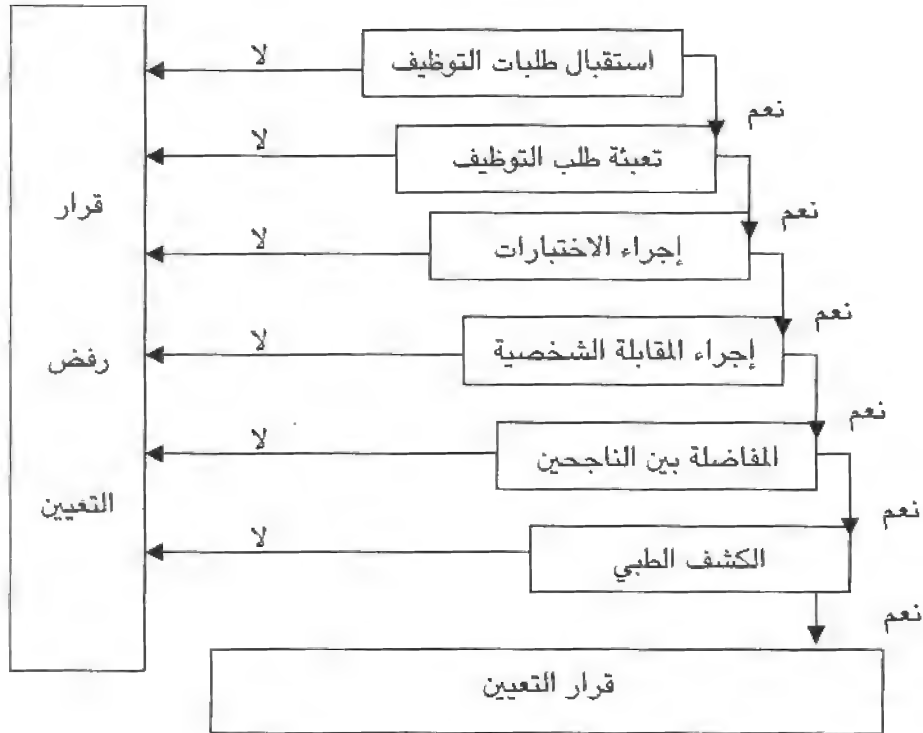 استقبال طلبات التوظيف
لا
نعم
تعبئة طلب التوظيف
لا
نعم
إجراء الاختبارات
لا
نعم
إجراء المقابلة الشخصية
لا
نعم
المفاضلة بين الناجحين
لا
نعم
الكشف الطبي
لا
نعم
قرار التعيين
قرار
رفض
التعيين